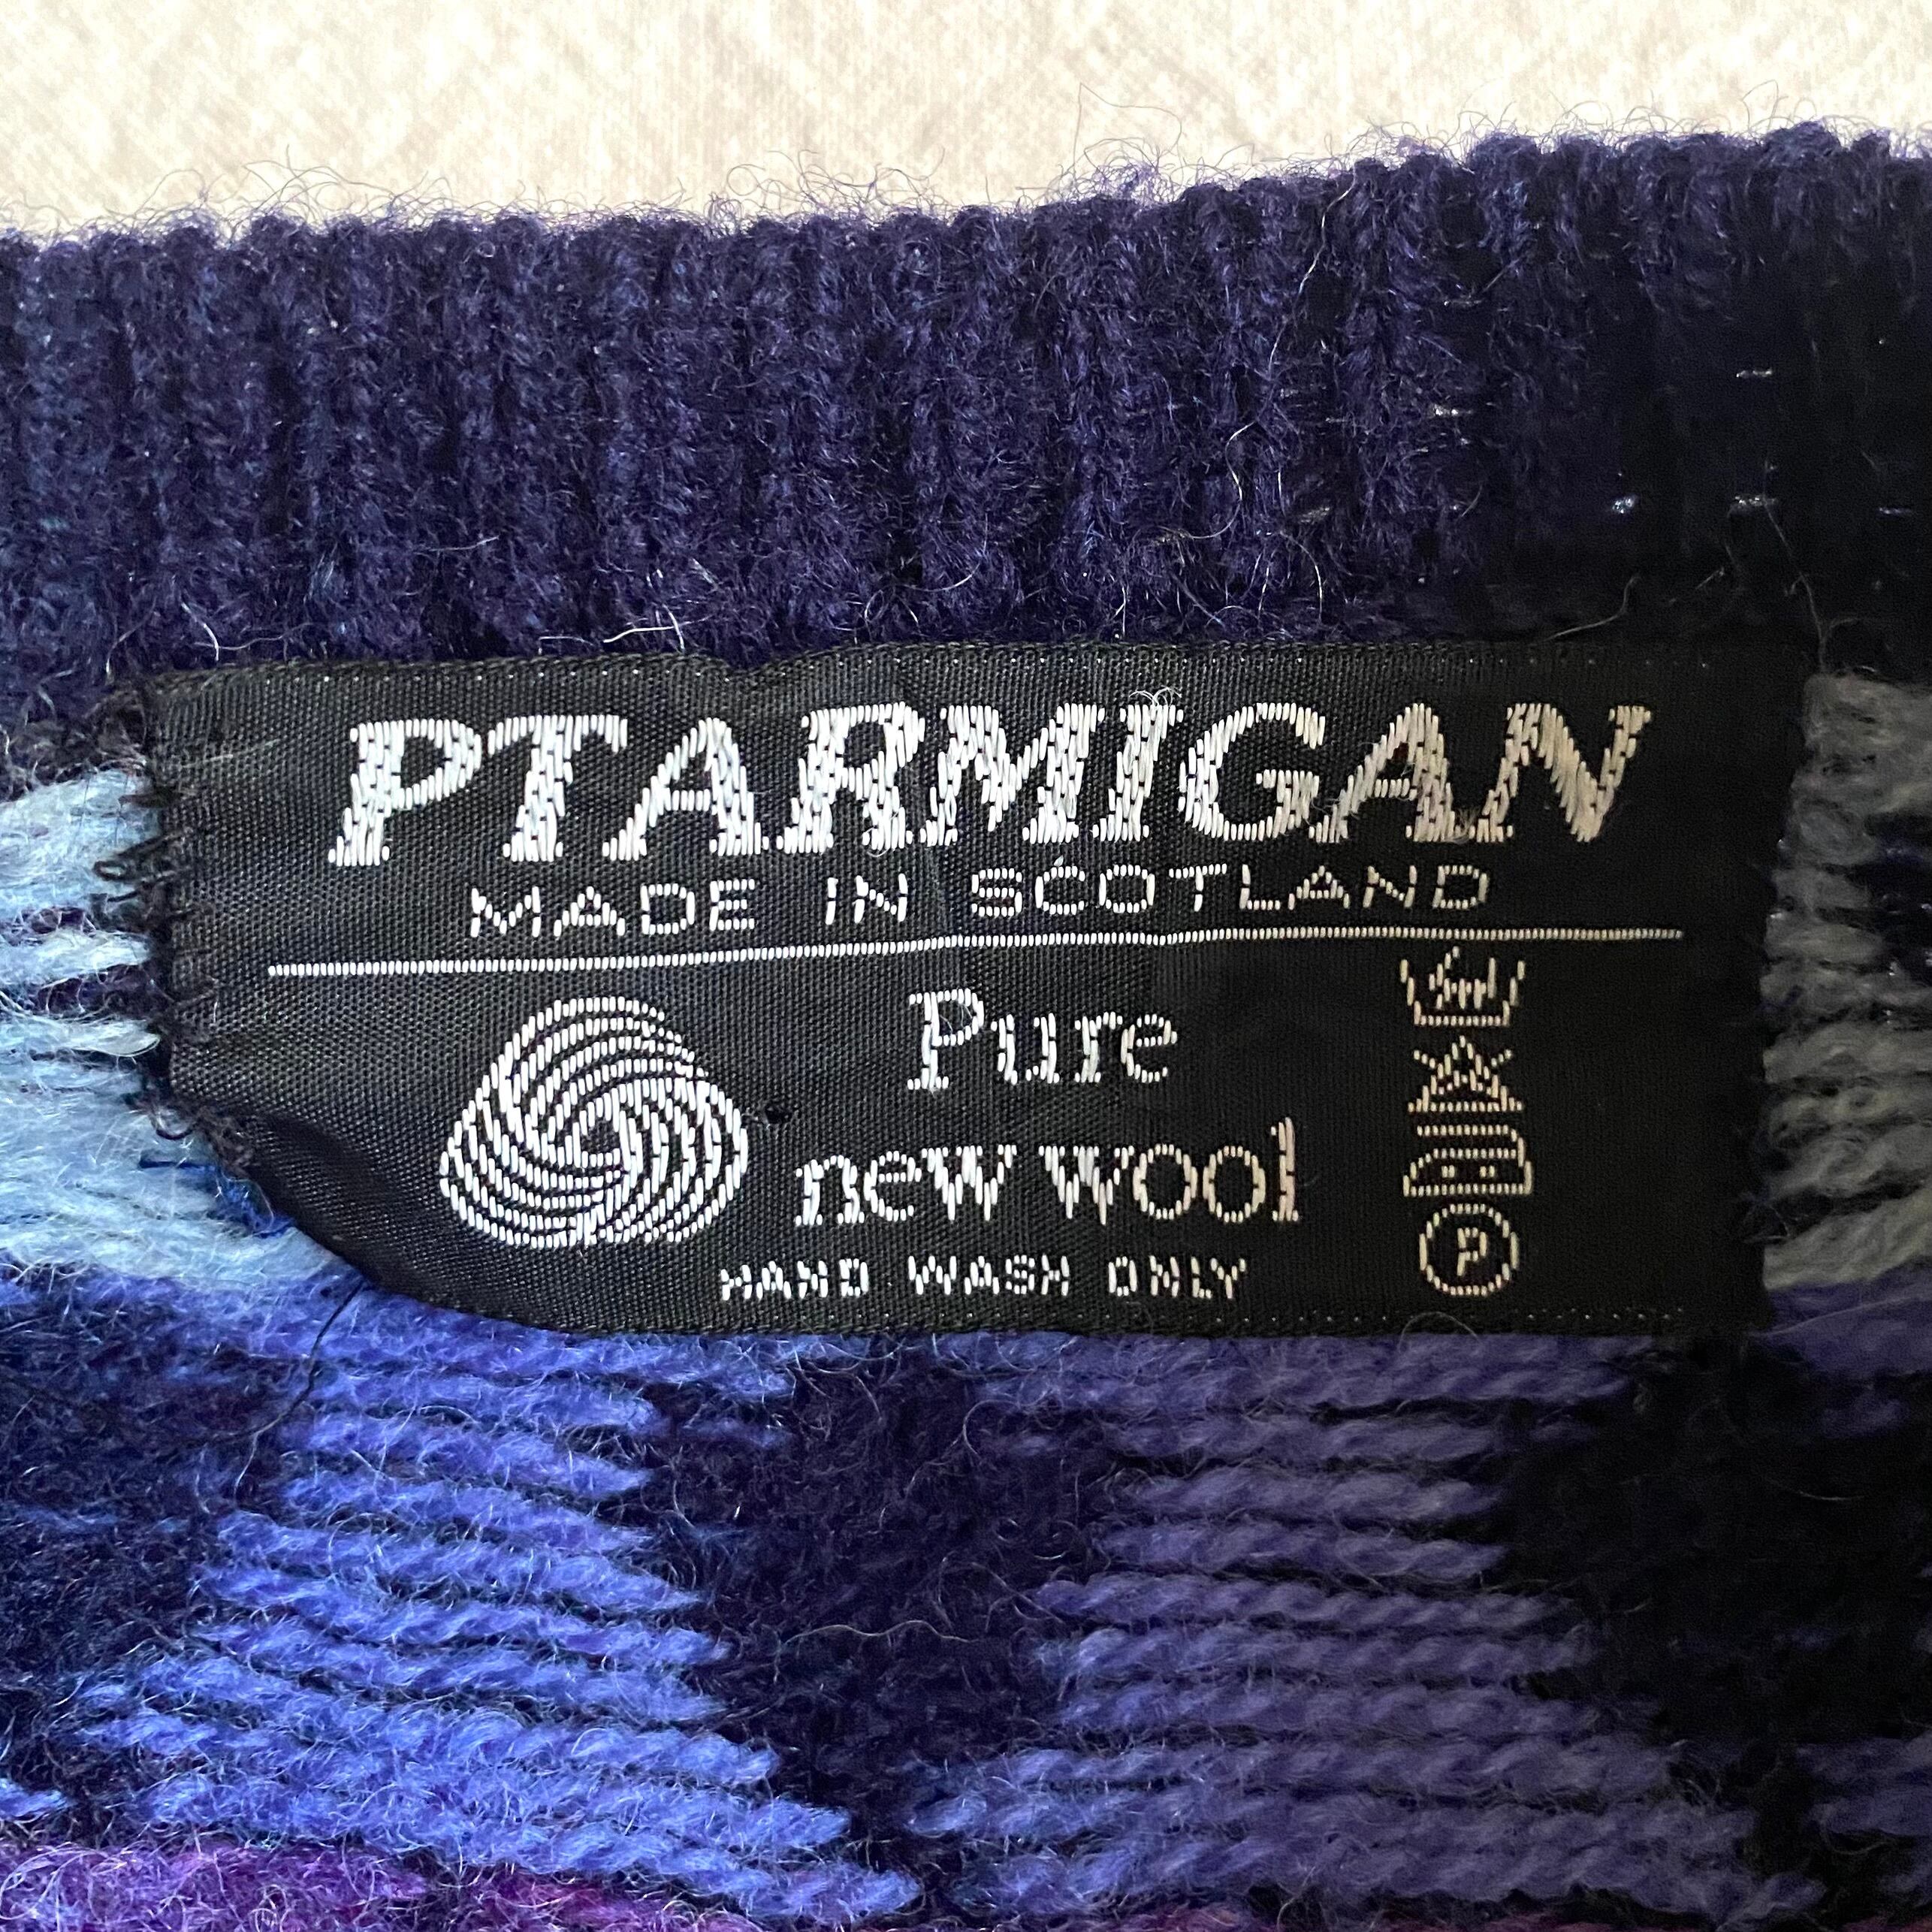 PTARMIGAN
MADE IN SCOTLAND
Pure
new wool
HAND WASH ONLY
P